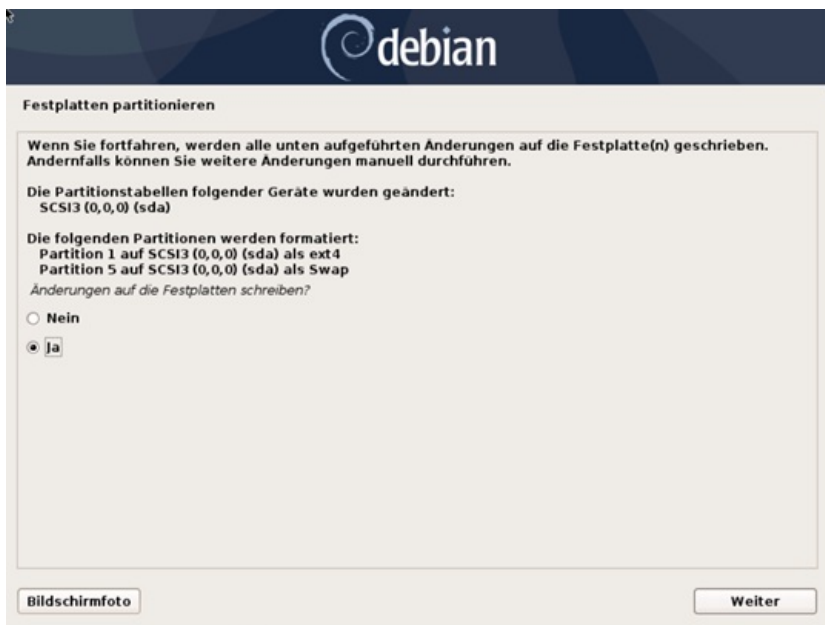 debian
Festplatten partitionieren
Wenn Sie fortfahren, werden alle unten aufgeführten Änderungen auf die Festplatte(n) geschrieben.
Andernfalls können Sie weitere Änderungen manuell durchführen.
Die Partitionstabellen folgender Geräte wurden geändert:
SCSI3 (0,0,0) (sda)
Die folgenden Partitionen werden formatiert:
Partition 1 auf SCSI3 (0,0,0) (sda) als ext4
Partition 5 auf SCSI3 (0,0,0) (sda) als Swap
Änderungen auf die Festplatten schreiben?
Nein
Ja
Bildschirmfoto
Weiter